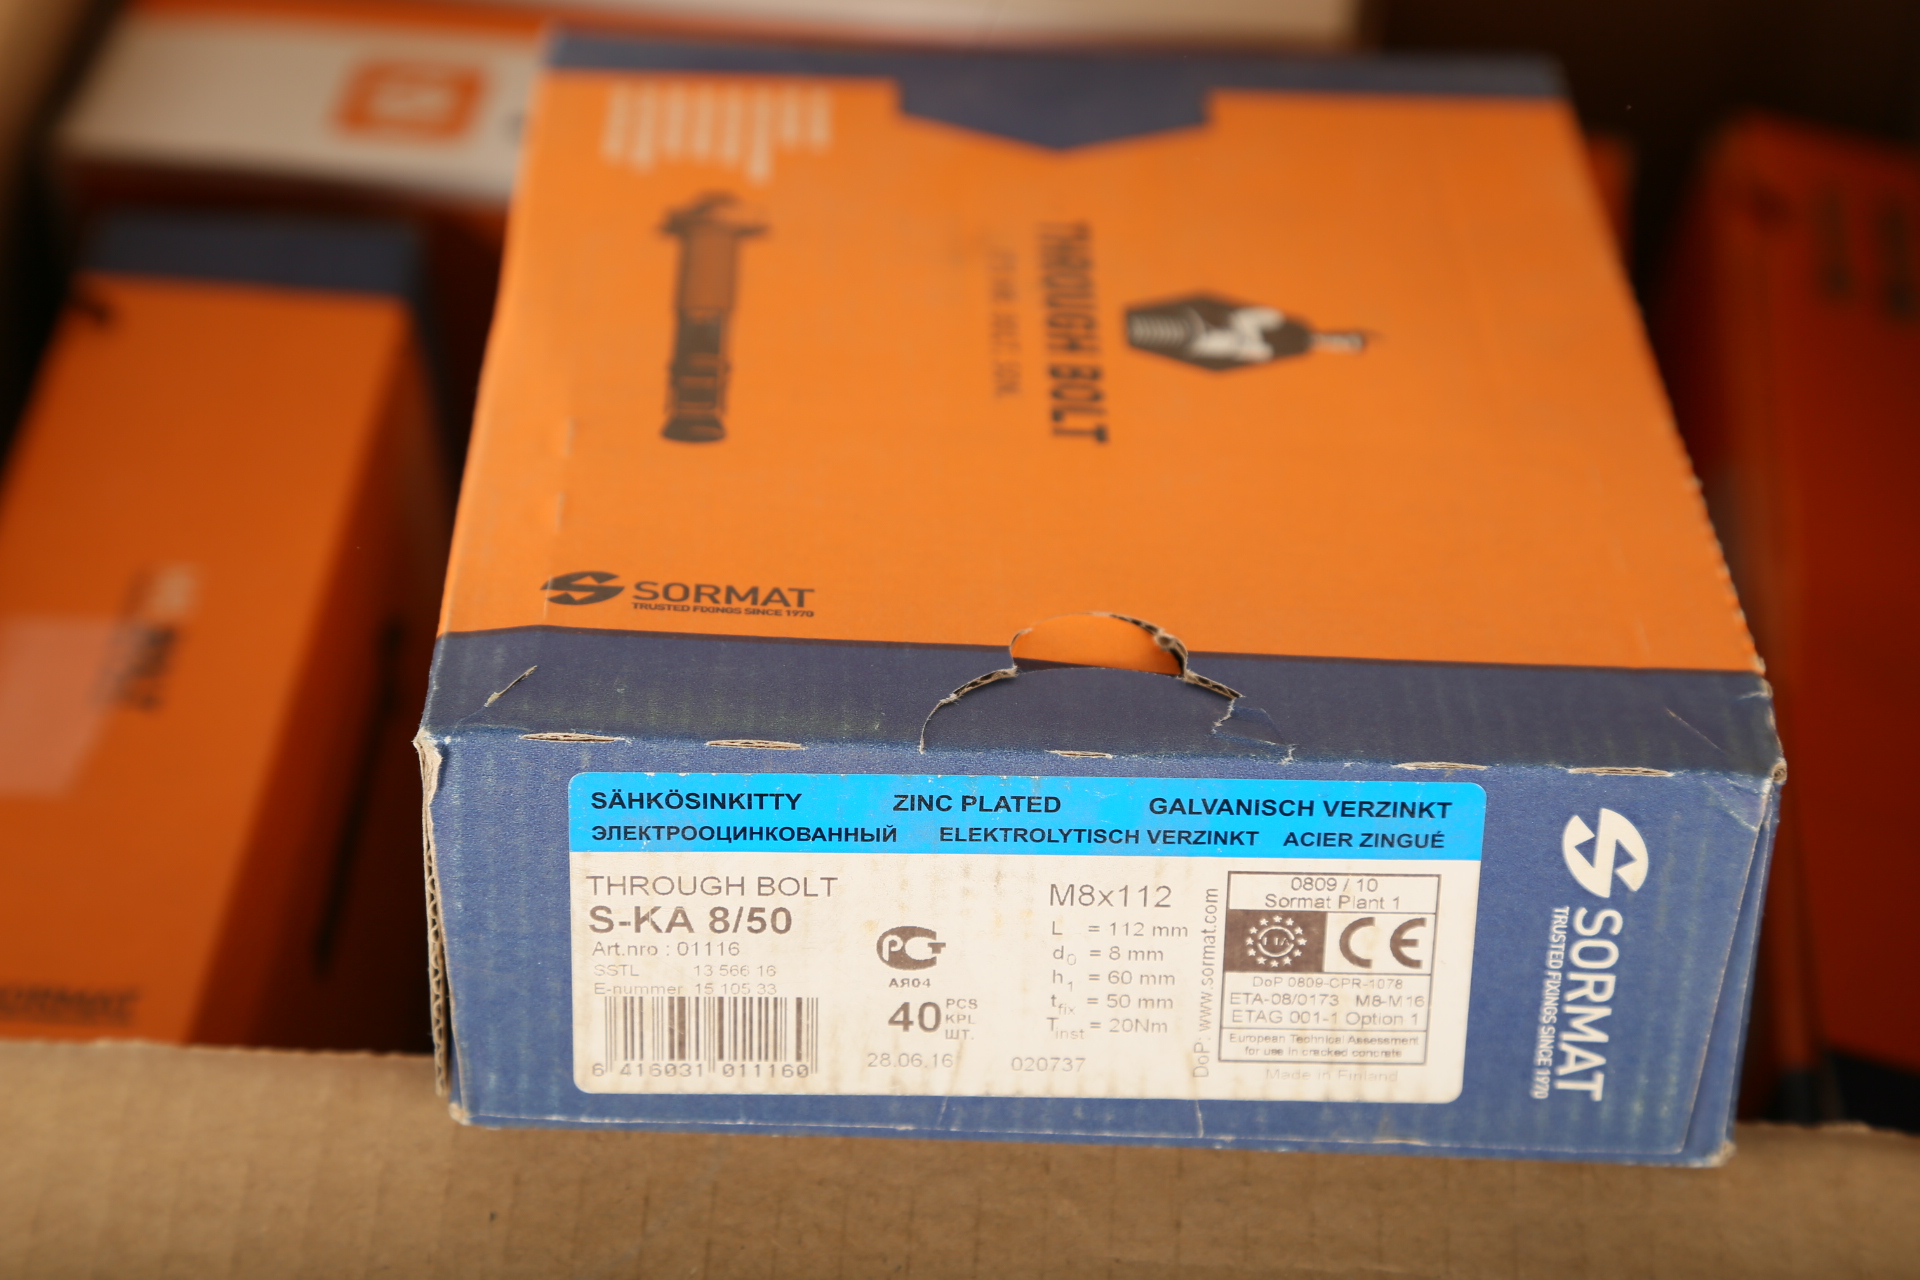 THROUGH BOLT
SORMAT
TRUSTED FIXINGS SINCE 1970
SÄHKÖSINKITTY ZINC PLATED GALVANISCH VERZINKT
ЭЛЕКТРООЦИНКОВАННЫЙ ELEKTROLYTISCH VERZINKT ACIER ZINGUÉ
THROUGH BOLT
S-KA 8/50
Art.nro : 01116
SSTL 13 566 16
E-nummer 15 105 33
6 416031 011160
РСТ
АЯ04
40 PCS
KPL
ШТ.
28.06.16
M8x112
L = 112 mm
d0 = 8 mm
h1 = 60 mm
tfix = 50 mm
Tinst = 20Nm
020737
DoP: www.sormat.com
0809 / 10
Sormat Plant 1
CE
DoP 0809-CPR-1078
ETA-08/0173 M8-M16
ETAG 001-1 Option 1
European Technical Assessment
for use in cracked concrete
Made in Finland
SORMAT
TRUSTED FIXINGS SINCE 1970
SORMAT